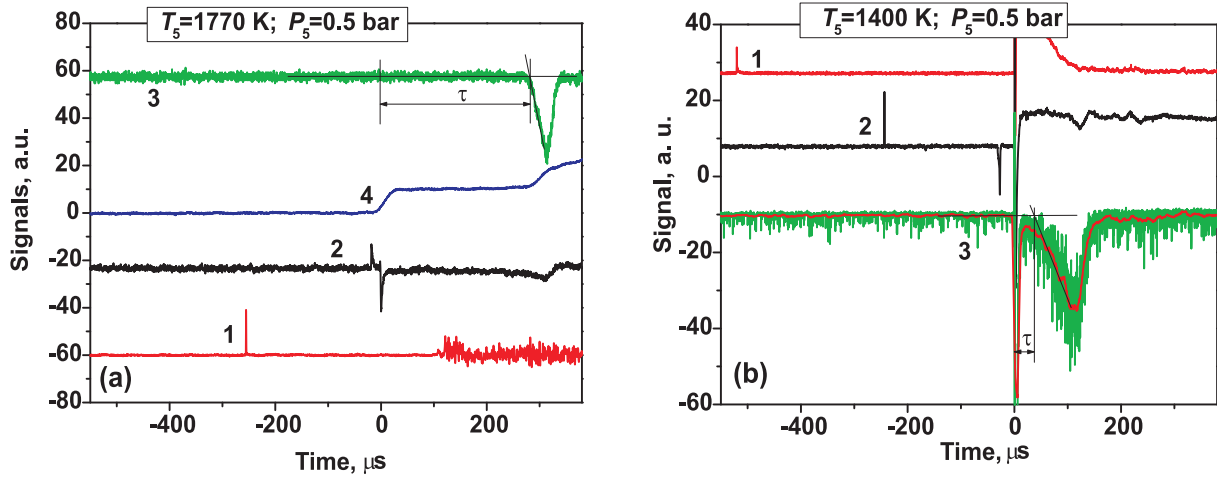 T5=1770 K; P5=0.5 bar
80
60
40
20
0
-20
-40
-60
-80
Signals, a.u.
3
τ
4
2
1
(a)
-400 -200 0 200
Time, μs
T5=1400 K; P5=0.5 bar
40
20
0
-20
-40
-60
Signal, a. u.
1
2
3
τ
(b)
-400 -200 0 200
Time, μs